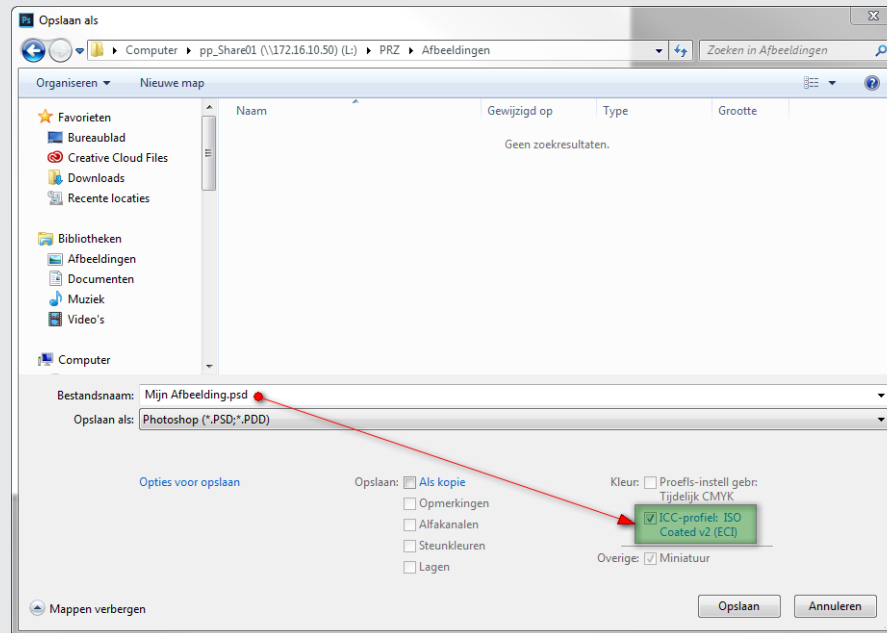 Ps Opslaan als
Computer pp_Share01 (\\172.16.10.50) (L:) PRZ Afbeeldingen
Zoeken in Afbeeldingen
Organiseren Nieuwe map
Naam Gewijzigd op Type Grootte
Geen zoekresultaten.
Favorieten
Bureaublad
Creative Cloud Files
Downloads
Recente locaties
Bibliotheken
Afbeeldingen
Documenten
Muziek
Video's
Computer
Bestandsnaam: Mijn Afbeelding.psd
Opslaan als: Photoshop (*.PSD;*.PDD)
Opties voor opslaan
Opslaan: Als kopie
Opmerkingen
Alfakanalen
Steunkleuren
Lagen
Kleur: Proefls-instell gebr:
Tijdelijk CMYK
ICC-profiel: ISO
Coated v2 (ECI)
Overige: Miniatuur
Mappen verbergen
Opslaan Annuleren